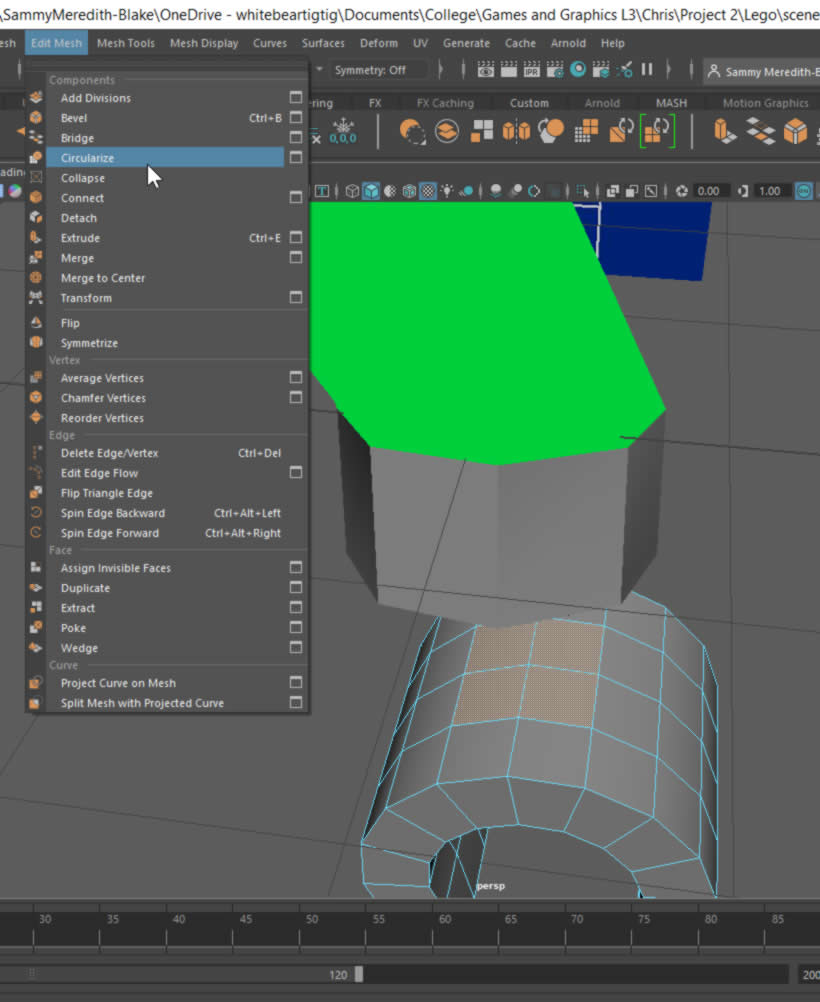 \SammyMeredith-Blake\OneDrive - whitebeartigtig\Documents\College\Games and Graphics L3\Chris\Project 2\Lego\scene
esh Edit Mesh Mesh Tools Mesh Display Curves Surfaces Deform UV Generate Cache Arnold Help
Symmetry: Off IPR Sammy Meredith-B
ering FX FX Caching Custom Arnold MASH Motion Graphics
0,0,0
ading
0.00 1.00
Components
Add Divisions
Bevel Ctrl+B
Bridge
Circularize
Collapse
Connect
Detach
Extrude Ctrl+E
Merge
Merge to Center
Transform
Flip
Symmetrize
Vertex
Average Vertices
Chamfer Vertices
Reorder Vertices
Edge
Delete Edge/Vertex Ctrl+Del
Edit Edge Flow
Flip Triangle Edge
Spin Edge Backward Ctrl+Alt+Left
Spin Edge Forward Ctrl+Alt+Right
Face
Assign Invisible Faces
Duplicate
Extract
Poke
Wedge
Curve
Project Curve on Mesh
Split Mesh with Projected Curve
persp
30 35 40 45 50 55 60 65 70 75 80 85
120 200